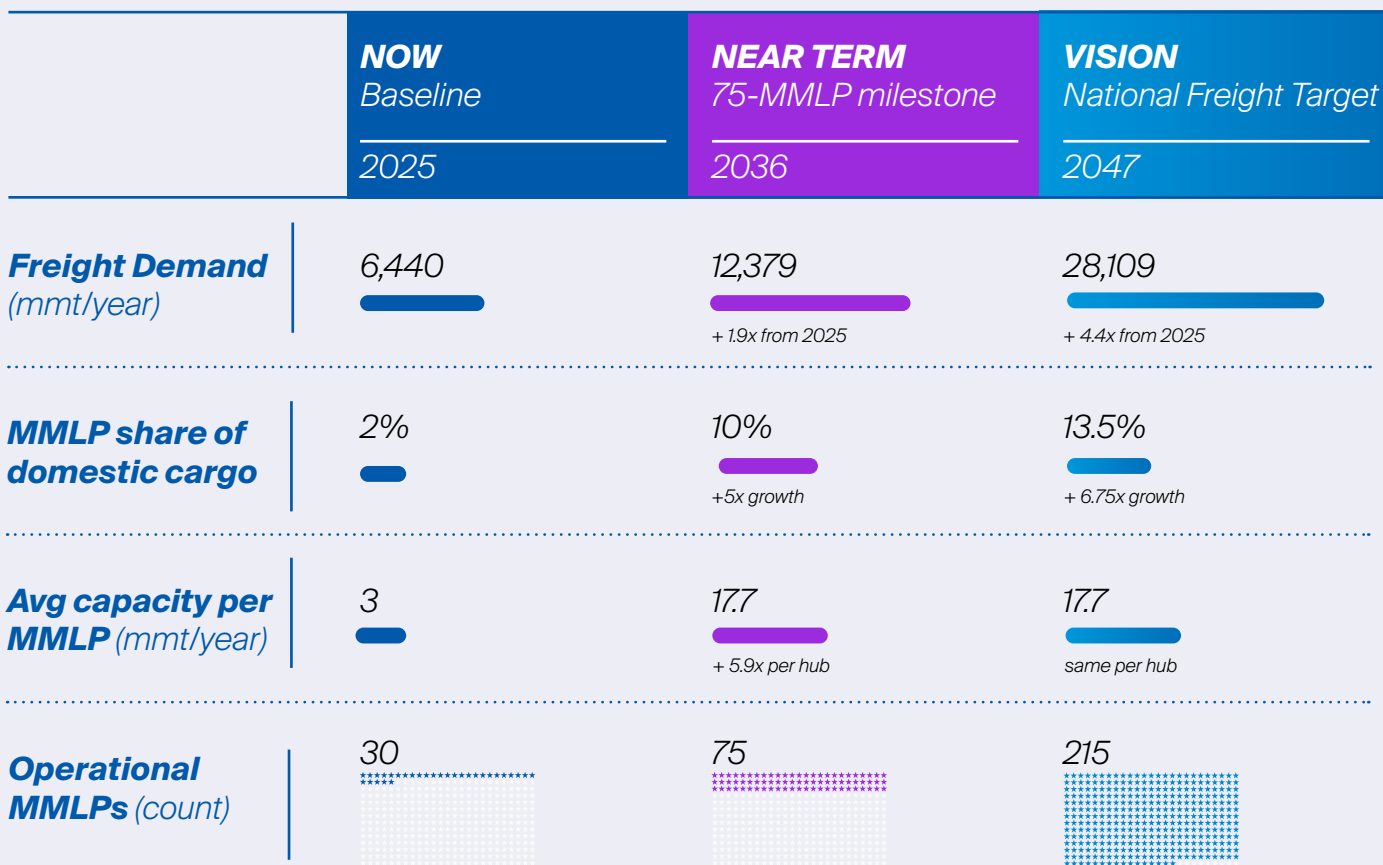 NOW
Baseline
2025
NEAR TERM
75-MMLP milestone
2036
VISION
National Freight Target
2047
Freight Demand
(mmt/year)
6,440
12,379
+ 1.9x from 2025
28,109
+ 4.4x from 2025
MMLP share of
domestic cargo
2%
10%
+5x growth
13.5%
+ 6.75x growth
Avg capacity per
MMLP (mmt/year)
3
17.7
+ 5.9x per hub
17.7
same per hub
Operational
MMLPs (count)
30
75
215